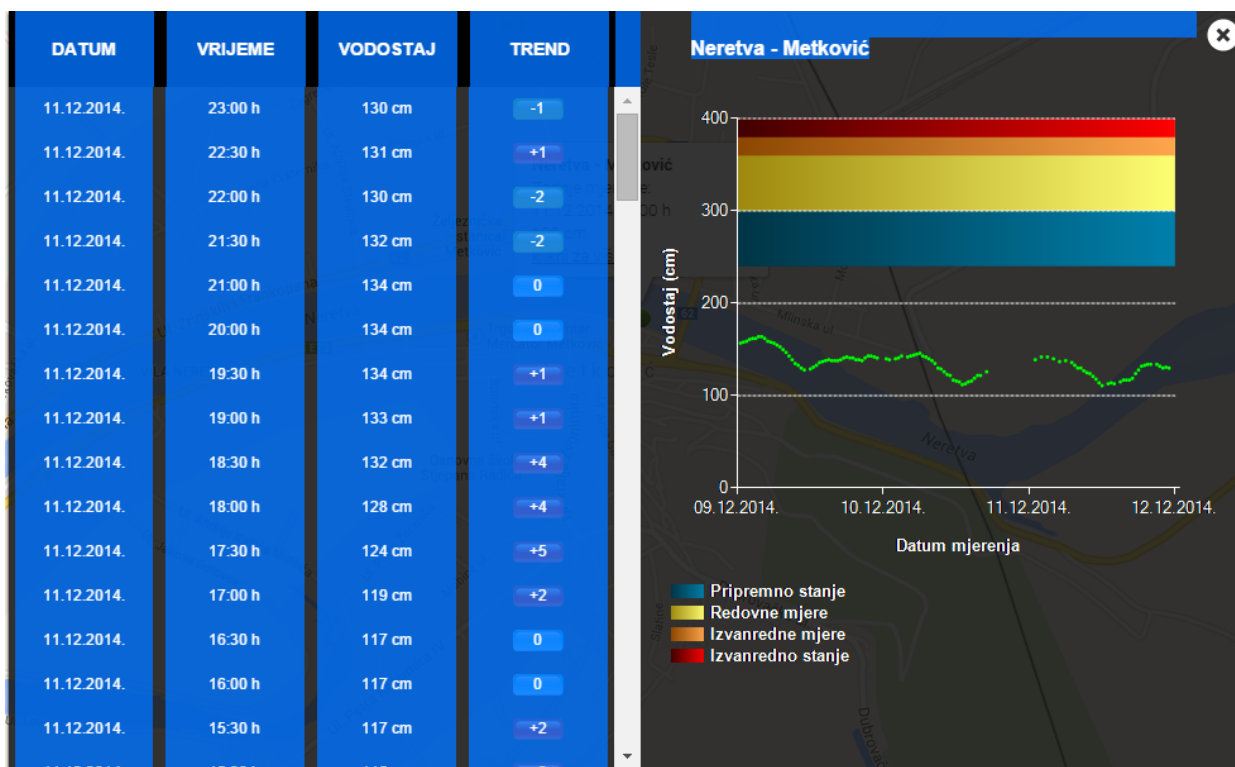 DATUM VRIJEME VODOSTAJ TREND
11.12.2014. 23:00 h 130 cm -1
11.12.2014. 22:30 h 131 cm +1
11.12.2014. 22:00 h 130 cm -2
11.12.2014. 21:30 h 132 cm -2
11.12.2014. 21:00 h 134 cm 0
11.12.2014. 20:00 h 134 cm 0
11.12.2014. 19:30 h 134 cm +1
11.12.2014. 19:00 h 133 cm +1
11.12.2014. 18:30 h 132 cm +4
11.12.2014. 18:00 h 128 cm +4
11.12.2014. 17:30 h 124 cm +5
11.12.2014. 17:00 h 119 cm +2
11.12.2014. 16:30 h 117 cm 0
11.12.2014. 16:00 h 117 cm 0
11.12.2014. 15:30 h 117 cm +2
Neretva - Metković
Vodostaj (cm)
400
300
200
100
0
09.12.2014. 10.12.2014. 11.12.2014. 12.12.2014.
Datum mjerenja
Pripremno stanje
Redovne mjere
Izvanredne mjere
Izvanredno stanje
Mlinska ul.
Neretva
62